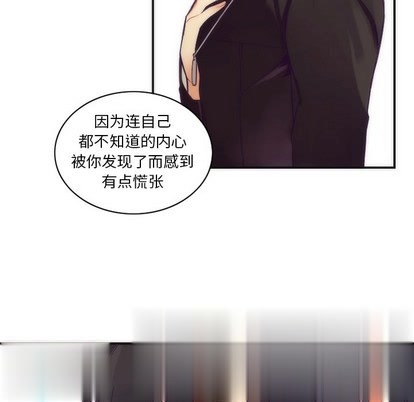 因为连自己
都不知道的内心
被你发现了而感到
有点慌张